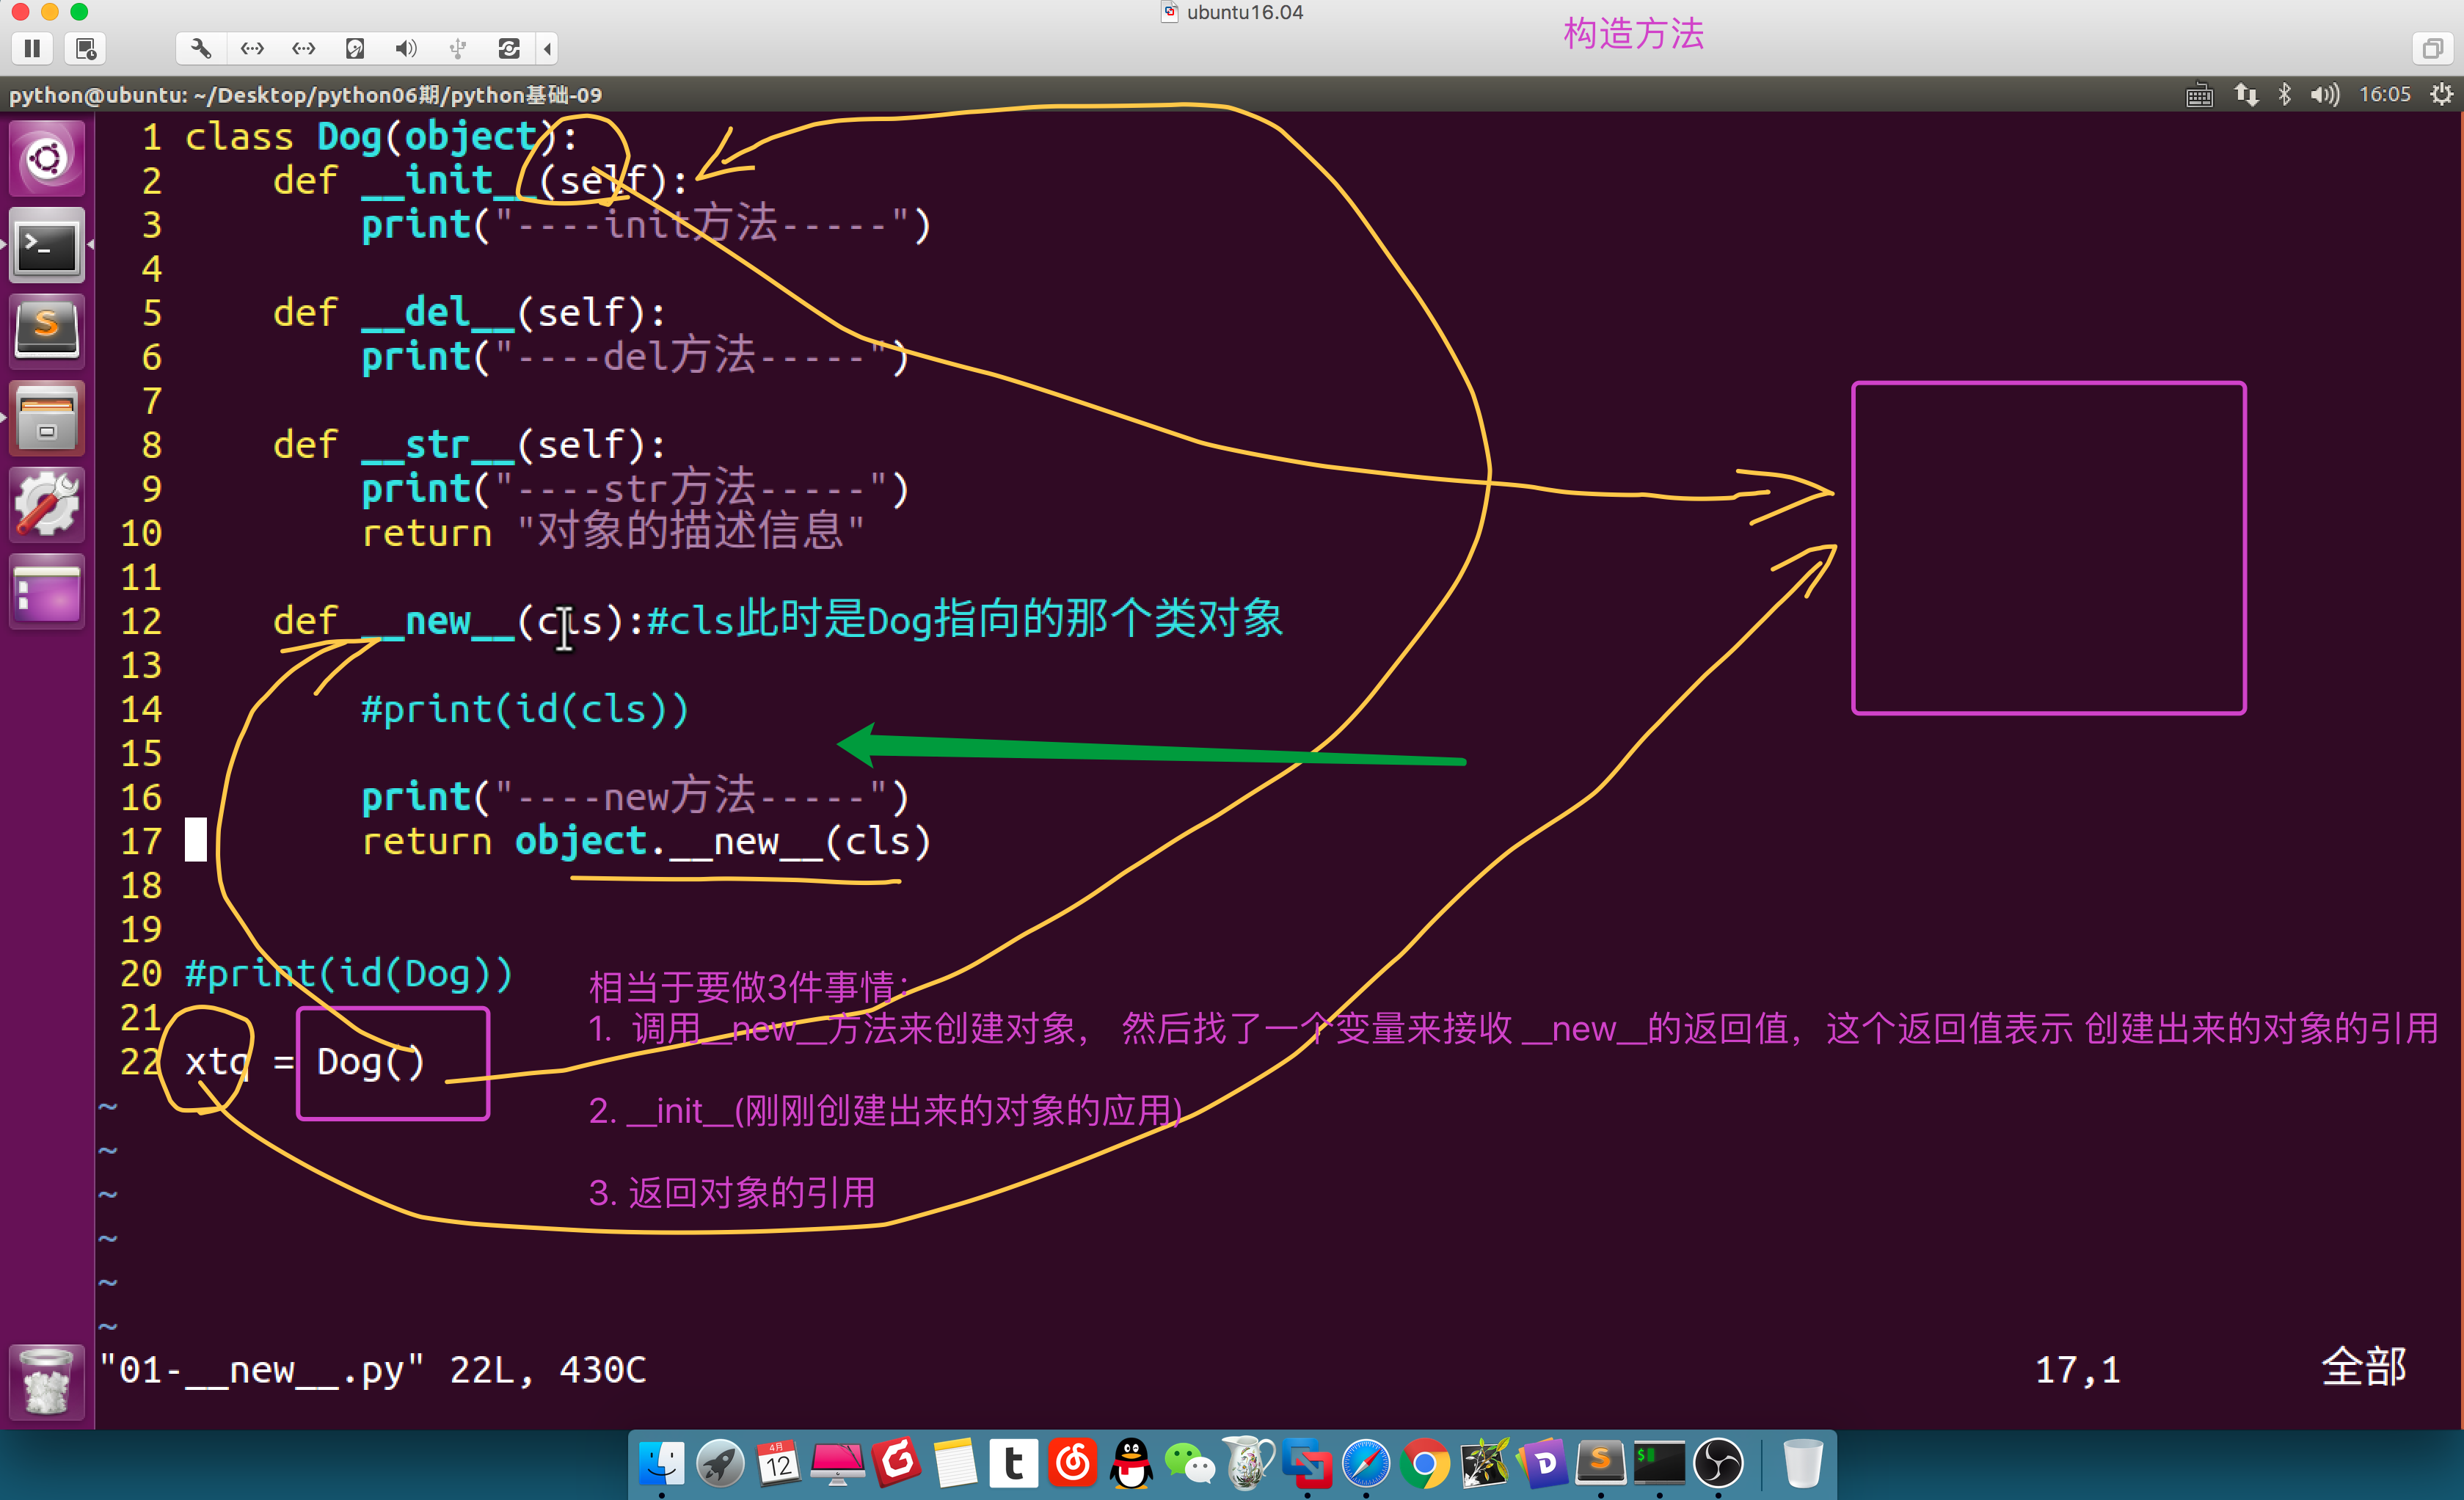 ubuntu16.04
构造方法
python@ubuntu: ~/Desktop/python06期/python基础-09
16:05
1 class Dog(object):
2 def __init__(self):
3 print("----init方法-----")
4
5 def __del__(self):
6 print("----del方法-----")
7
8 def __str__(self):
9 print("----str方法-----")
10 return "对象的描述信息"
11
12 def __new__(cls):#cls此时是Dog指向的那个类对象
13
14 #print(id(cls))
15
16 print("----new方法-----")
17 return object.__new__(cls)
18
19
20 #print(id(Dog))
21
22 xtq = Dog()
相当于要做3件事情:
1. 调用__new__方法来创建对象， 然后找了一个变量来接收 __new__的返回值，这个返回值表示 创建出来的对象的引用
2. __init__(刚刚创建出来的对象的应用)
3. 返回对象的引用
~
~
~
~
~
~
"01-__new__.py" 22L, 430C 17,1 全部
4月
12